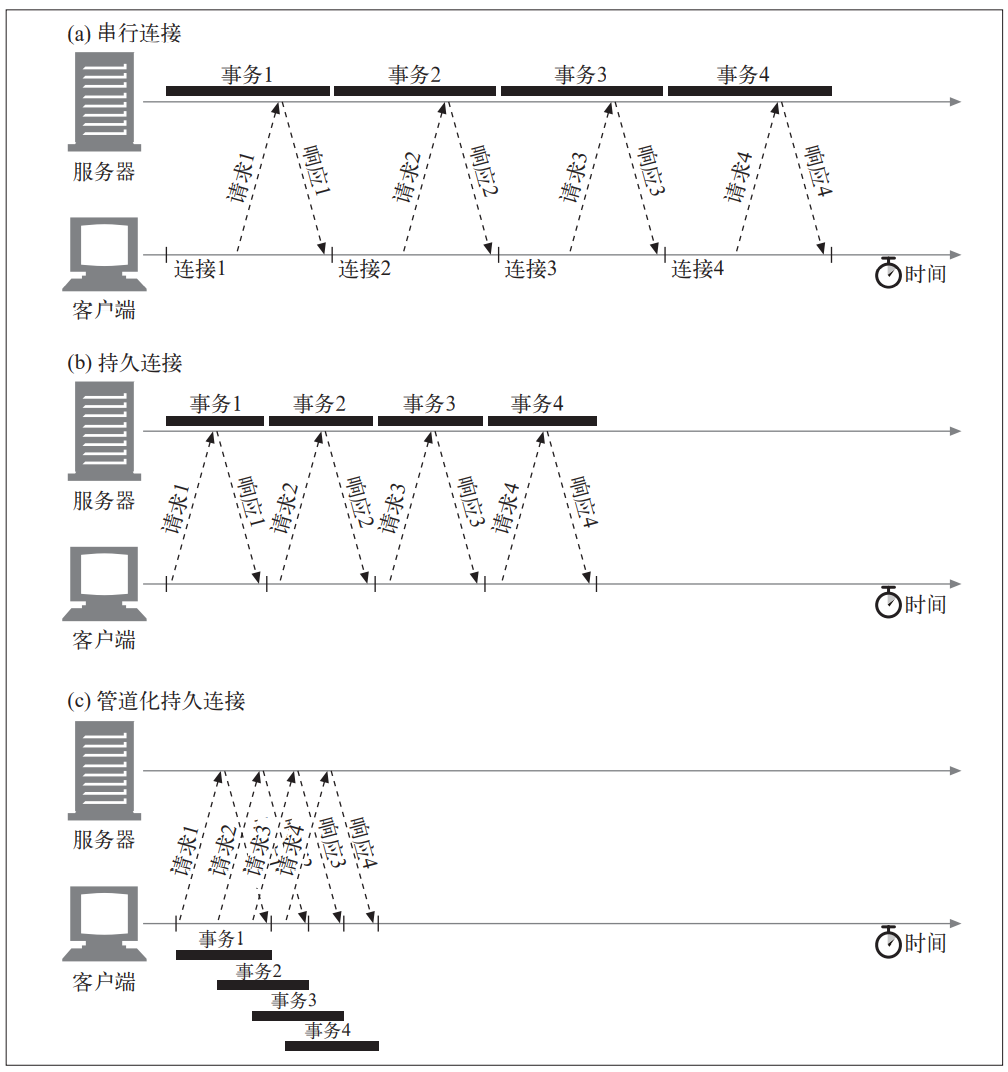 (a) 串行连接
事务1 事务2 事务3 事务4
服务器
请求1 响应1 请求2 响应2 请求3 响应3 请求4 响应4
连接1 连接2 连接3 连接4
时间
客户端
(b) 持久连接
事务1 事务2 事务3 事务4
服务器
请求1 响应1 请求2 响应2 请求3 响应3 请求4 响应4
时间
客户端
(c) 管道化持久连接
服务器
请求1 请求2 请求3 请求4 响应3 响应4
时间
客户端
事务1
事务2
事务3
事务4